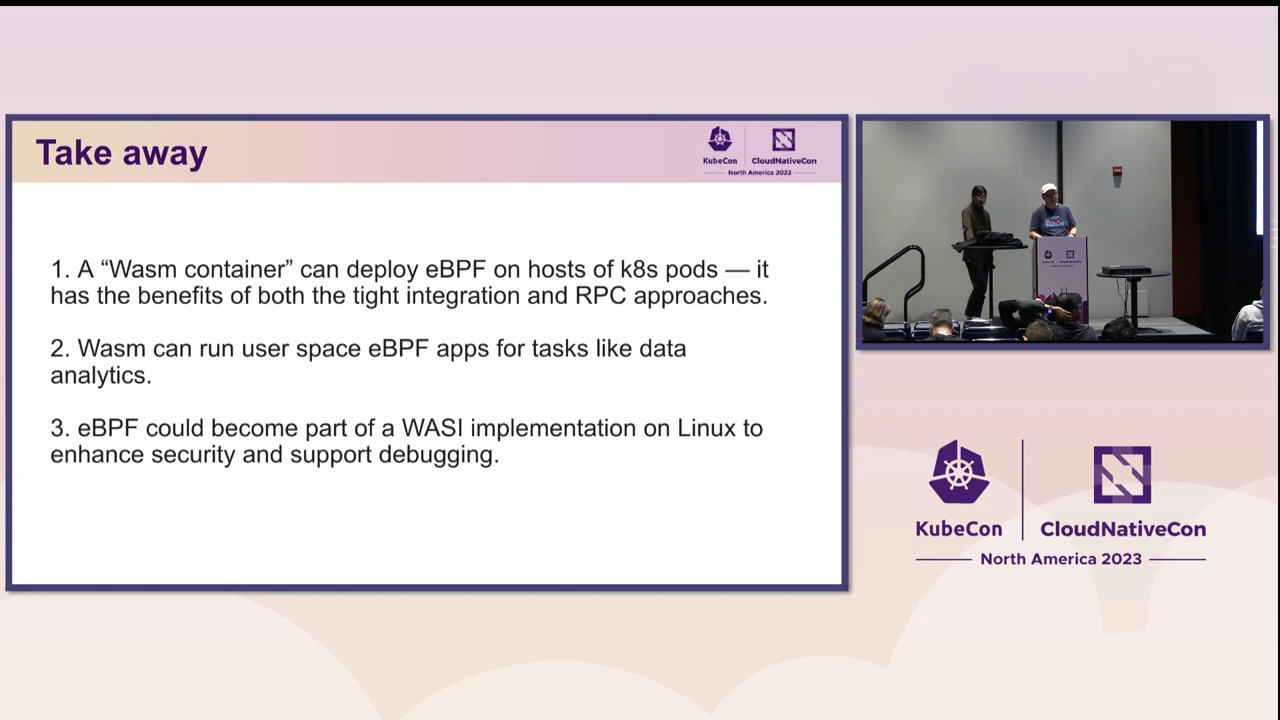 Take away
KubeCon
CloudNativeCon
North America 2023
1. A “Wasm container” can deploy eBPF on hosts of k8s pods — it
has the benefits of both the tight integration and RPC approaches.
2. Wasm can run user space eBPF apps for tasks like data
analytics.
3. eBPF could become part of a WASI implementation on Linux to
enhance security and support debugging.
KubeCon
CloudNativeCon
North America 2023